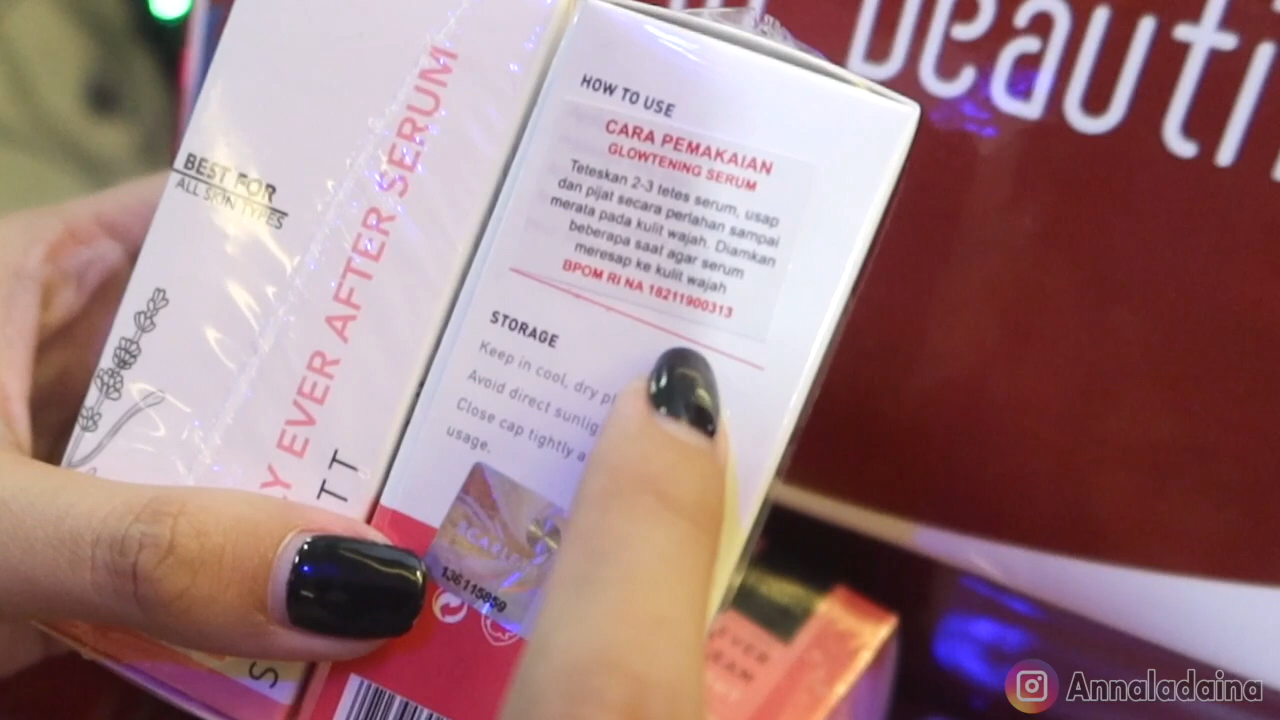 beauti
BEST FOR
ALL SKIN TYPES
EVER AFTER SERUM
HOW TO USE
CARA PEMAKAIAN
GLOWTENING SERUM
Teteskan 2-3 tetes serum, usap
dan pijat secara perlahan sampai
merata pada kulit wajah. Diamkan
beberapa saat agar serum
meresap ke kulit wajah
BPOM RI NA 18211900313
STORAGE
Keep in cool, dry
Avoid direct
Close cap tightly
usage.
136115859
Annaladaina